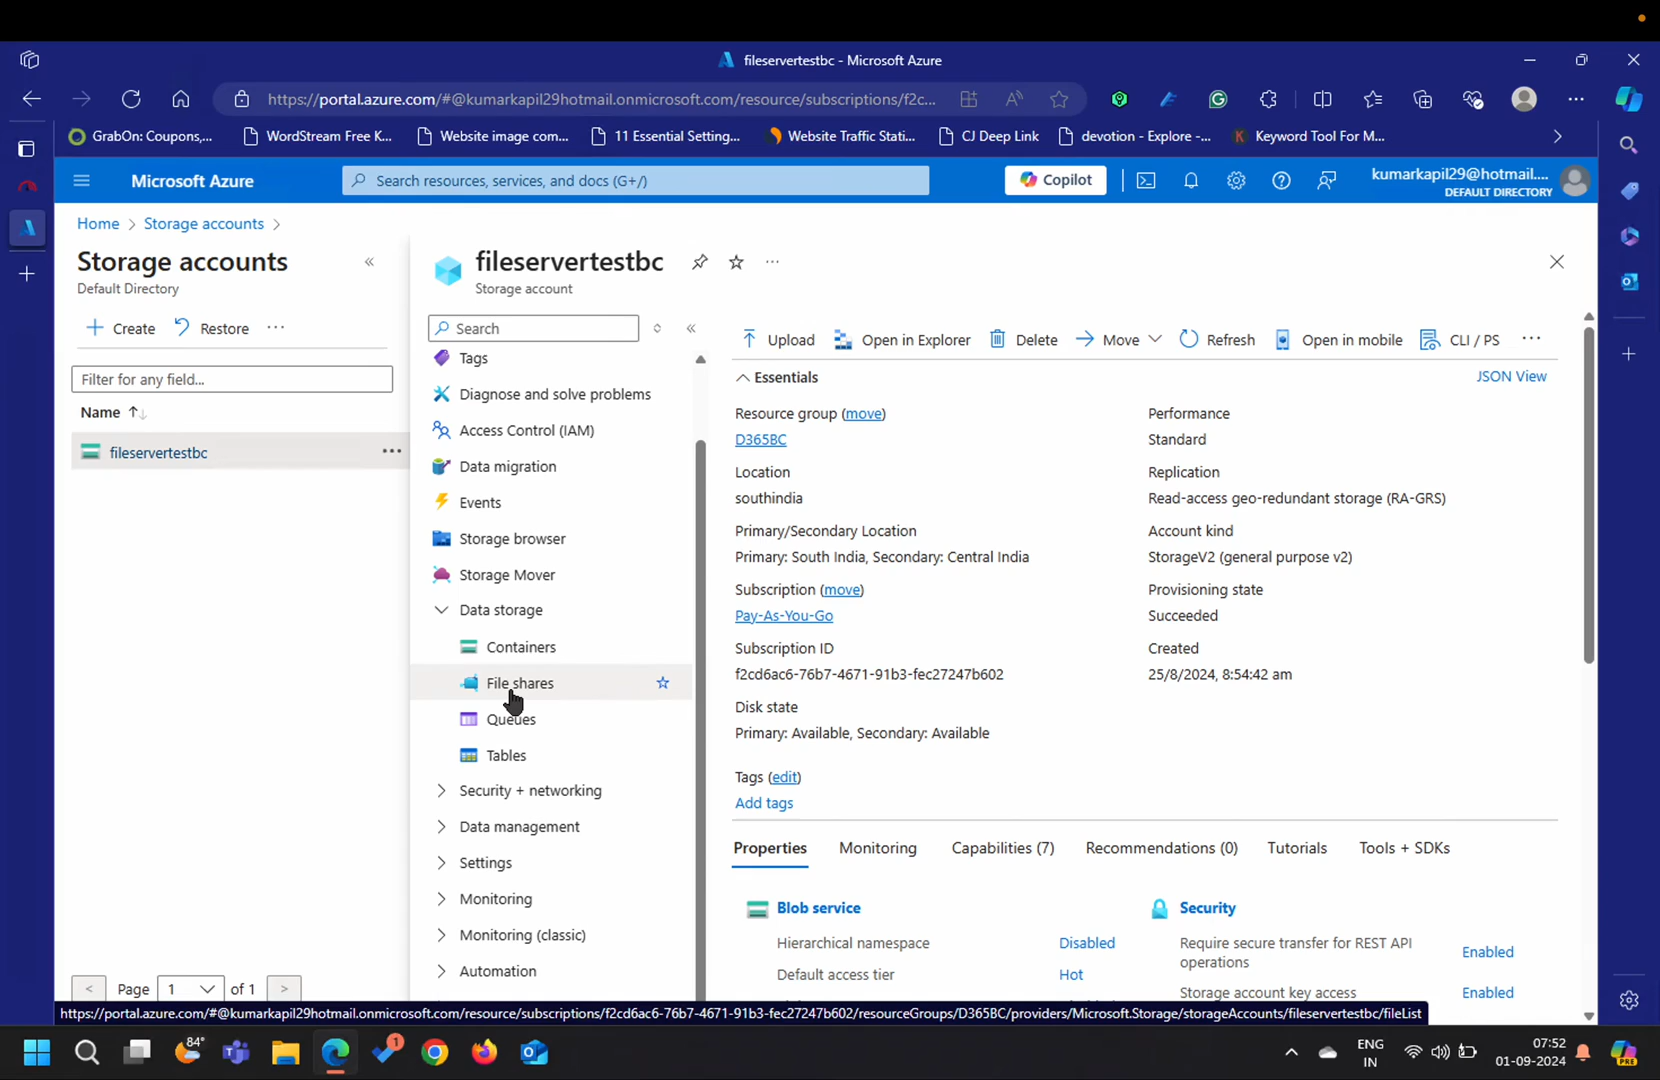 fileservertestbc - Microsoft Azure
https://portal.azure.com/#@kumarkapil29hotmail.onmicrosoft.com/resource/subscriptions/f2c...
GrabOn: Coupons,...
WordStream Free K...
Website image com...
11 Essential Setting...
Website Traffic Stati...
CJ Deep Link
devotion - Explore -...
Keyword Tool For M...
Microsoft Azure
Search resources, services, and docs (G+/)
Copilot
kumarkapil29@hotmail....
DEFAULT DIRECTORY
Home > Storage accounts >
Storage accounts
Default Directory
Create
Restore
Filter for any field...
Name
fileservertestbc
Page 1 of 1
fileservertestbc
Storage account
Search
Tags
Diagnose and solve problems
Access Control (IAM)
Data migration
Events
Storage browser
Storage Mover
Data storage
Containers
File shares
Queues
Tables
Security + networking
Data management
Settings
Monitoring
Monitoring (classic)
Automation
Upload
Open in Explorer
Delete
Move
Refresh
Open in mobile
CLI / PS
Essentials
JSON View
Resource group (move)
D365BC
Location
southindia
Primary/Secondary Location
Primary: South India, Secondary: Central India
Subscription (move)
Pay-As-You-Go
Subscription ID
f2cd6ac6-76b7-4671-91b3-fec27247b602
Disk state
Primary: Available, Secondary: Available
Tags (edit)
Add tags
Performance
Standard
Replication
Read-access geo-redundant storage (RA-GRS)
Account kind
StorageV2 (general purpose v2)
Provisioning state
Succeeded
Created
25/8/2024, 8:54:42 am
Properties
Monitoring
Capabilities (7)
Recommendations (0)
Tutorials
Tools + SDKs
Blob service
Hierarchical namespace Disabled
Default access tier Hot
Security
Require secure transfer for REST API
operations Enabled
Storage account key access Enabled
https://portal.azure.com/#@kumarkapil29hotmail.onmicrosoft.com/resource/subscriptions/f2cd6ac6-76b7-4671-91b3-fec27247b602/resourceGroups/D365BC/providers/Microsoft.Storage/storageAccounts/fileservertestbc/fileList
84°
1
ENG
IN
07:52
01-09-2024
PRE